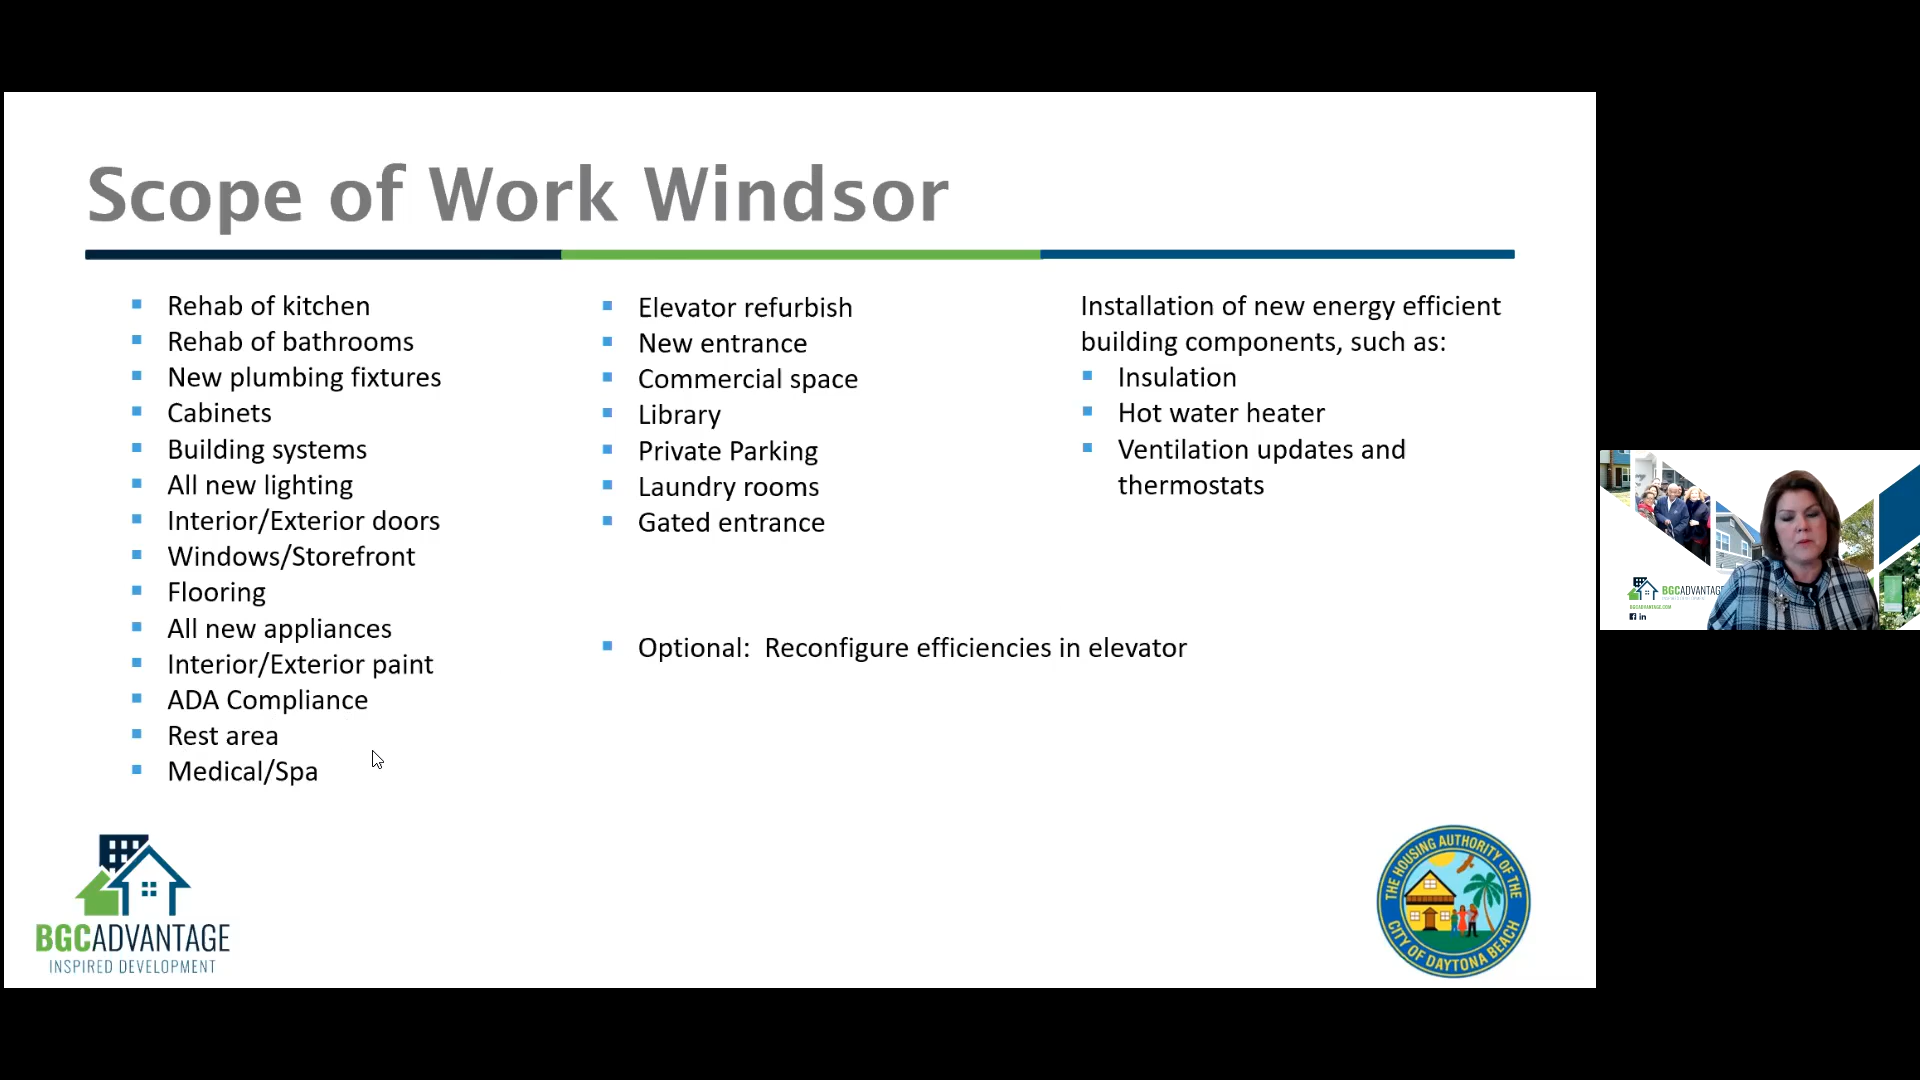 Scope of Work Windsor
Rehab of kitchen
Rehab of bathrooms
New plumbing fixtures
Cabinets
Building systems
All new lighting
Interior/Exterior doors
Windows/Storefront
Flooring
All new appliances
Interior/Exterior paint
ADA Compliance
Rest area
Medical/Spa
Elevator refurbish
New entrance
Commercial space
Library
Private Parking
Laundry rooms
Gated entrance
Optional:  Reconfigure efficiencies in elevator
Installation of new energy efficient
building components, such as:
Insulation
Hot water heater
Ventilation updates and
thermostats
BGCADVANTAGE
INSPIRED DEVELOPMENT
THE HOUSING AUTHORITY OF THE
CITY OF DAYTONA BEACH
BGCADVANTAG
BGCADVANTAGE.COM